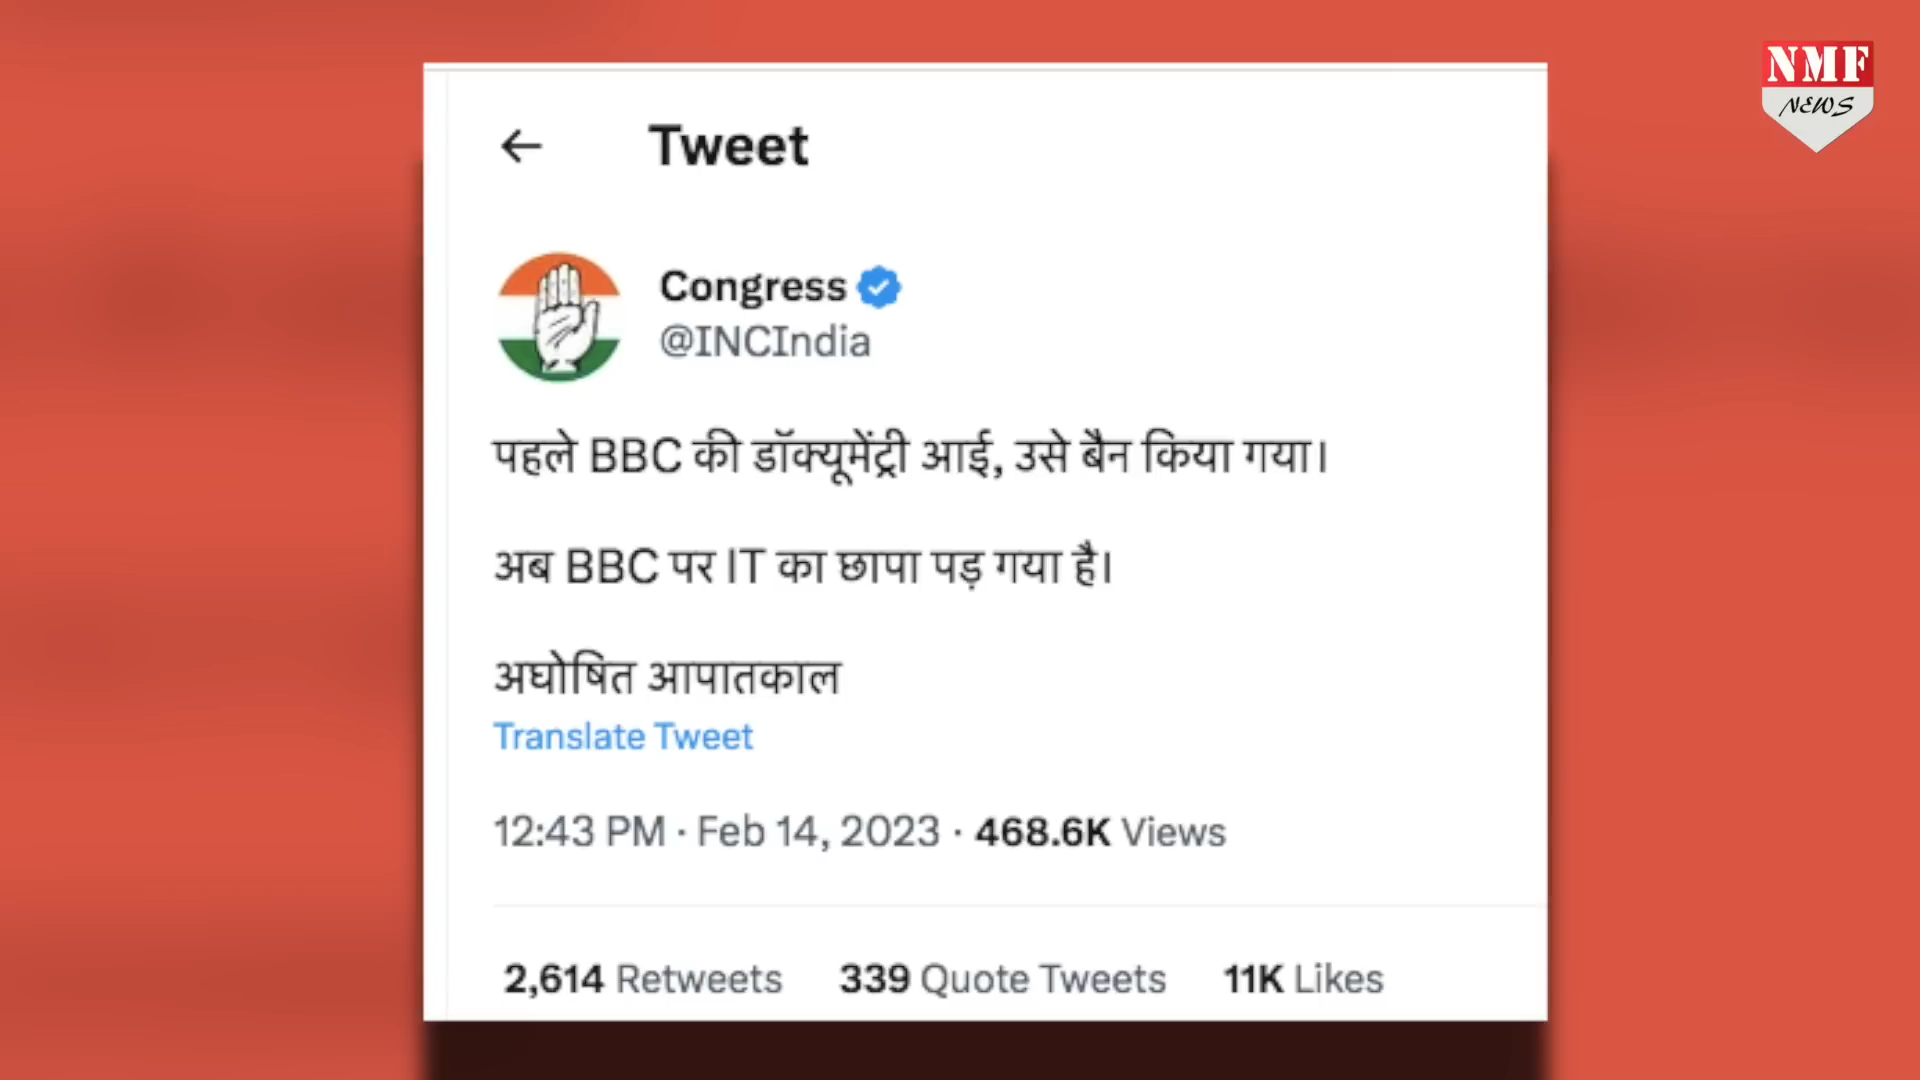 NMF
NEWS
Tweet
Congress
@INCIndia
पहले BBC की डॉक्यूमेंट्री आई, उसे बैन किया गया।
अब BBC पर IT का छापा पड़ गया है।
अघोषित आपातकाल
Translate Tweet
12:43 PM · Feb 14, 2023 · 468.6K Views
2,614 Retweets 339 Quote Tweets 11K Likes